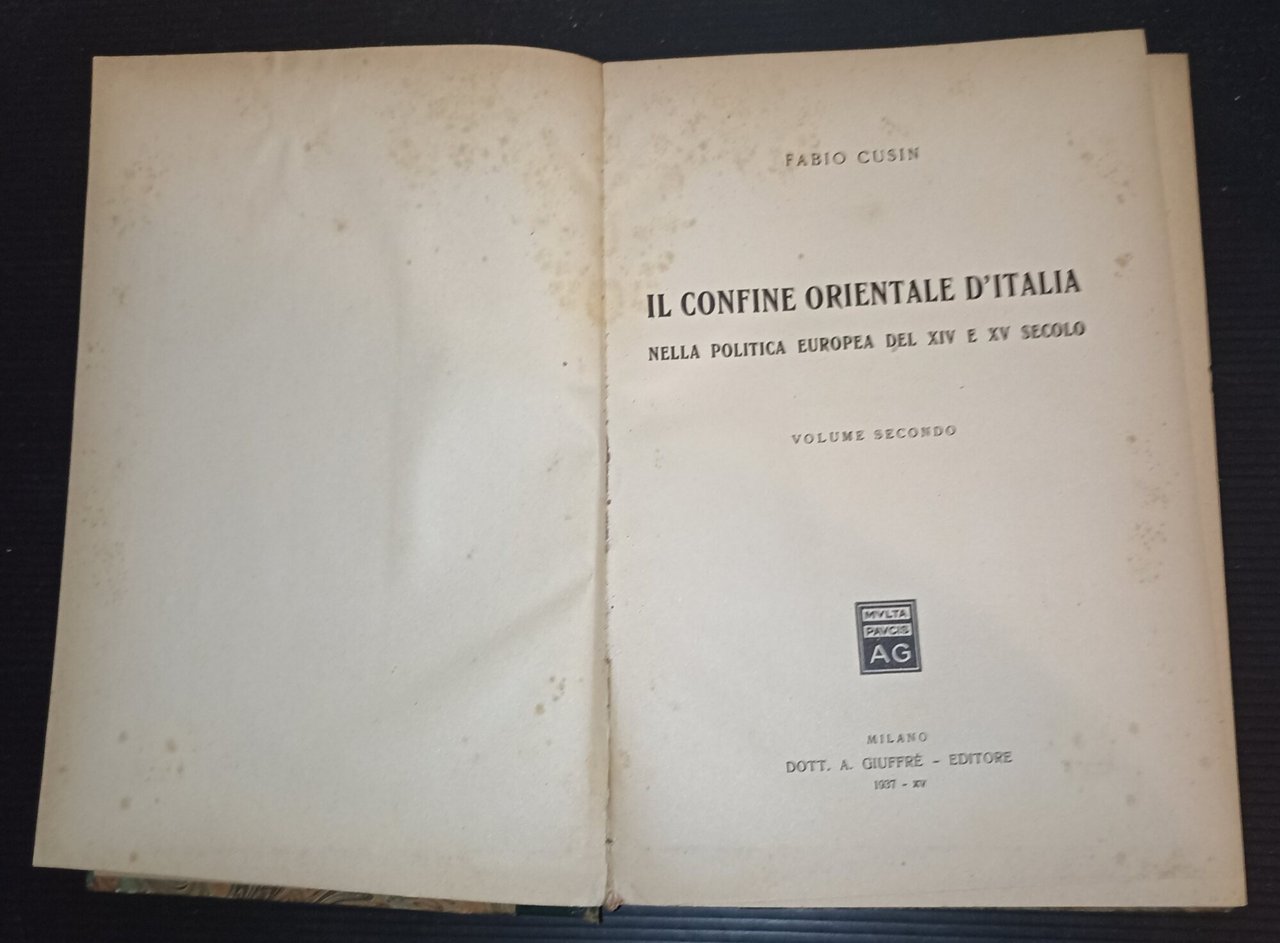 FABIO CUSIN
IL CONFINE ORIENTALE D'ITALIA
NELLA POLITICA EUROPEA DEL XIV E XV SECOLO
VOLUME SECONDO
MVLTA
PAVCIS
AG
MILANO
DOTT. A. GIUFFRÈ - EDITORE
1937 - XV